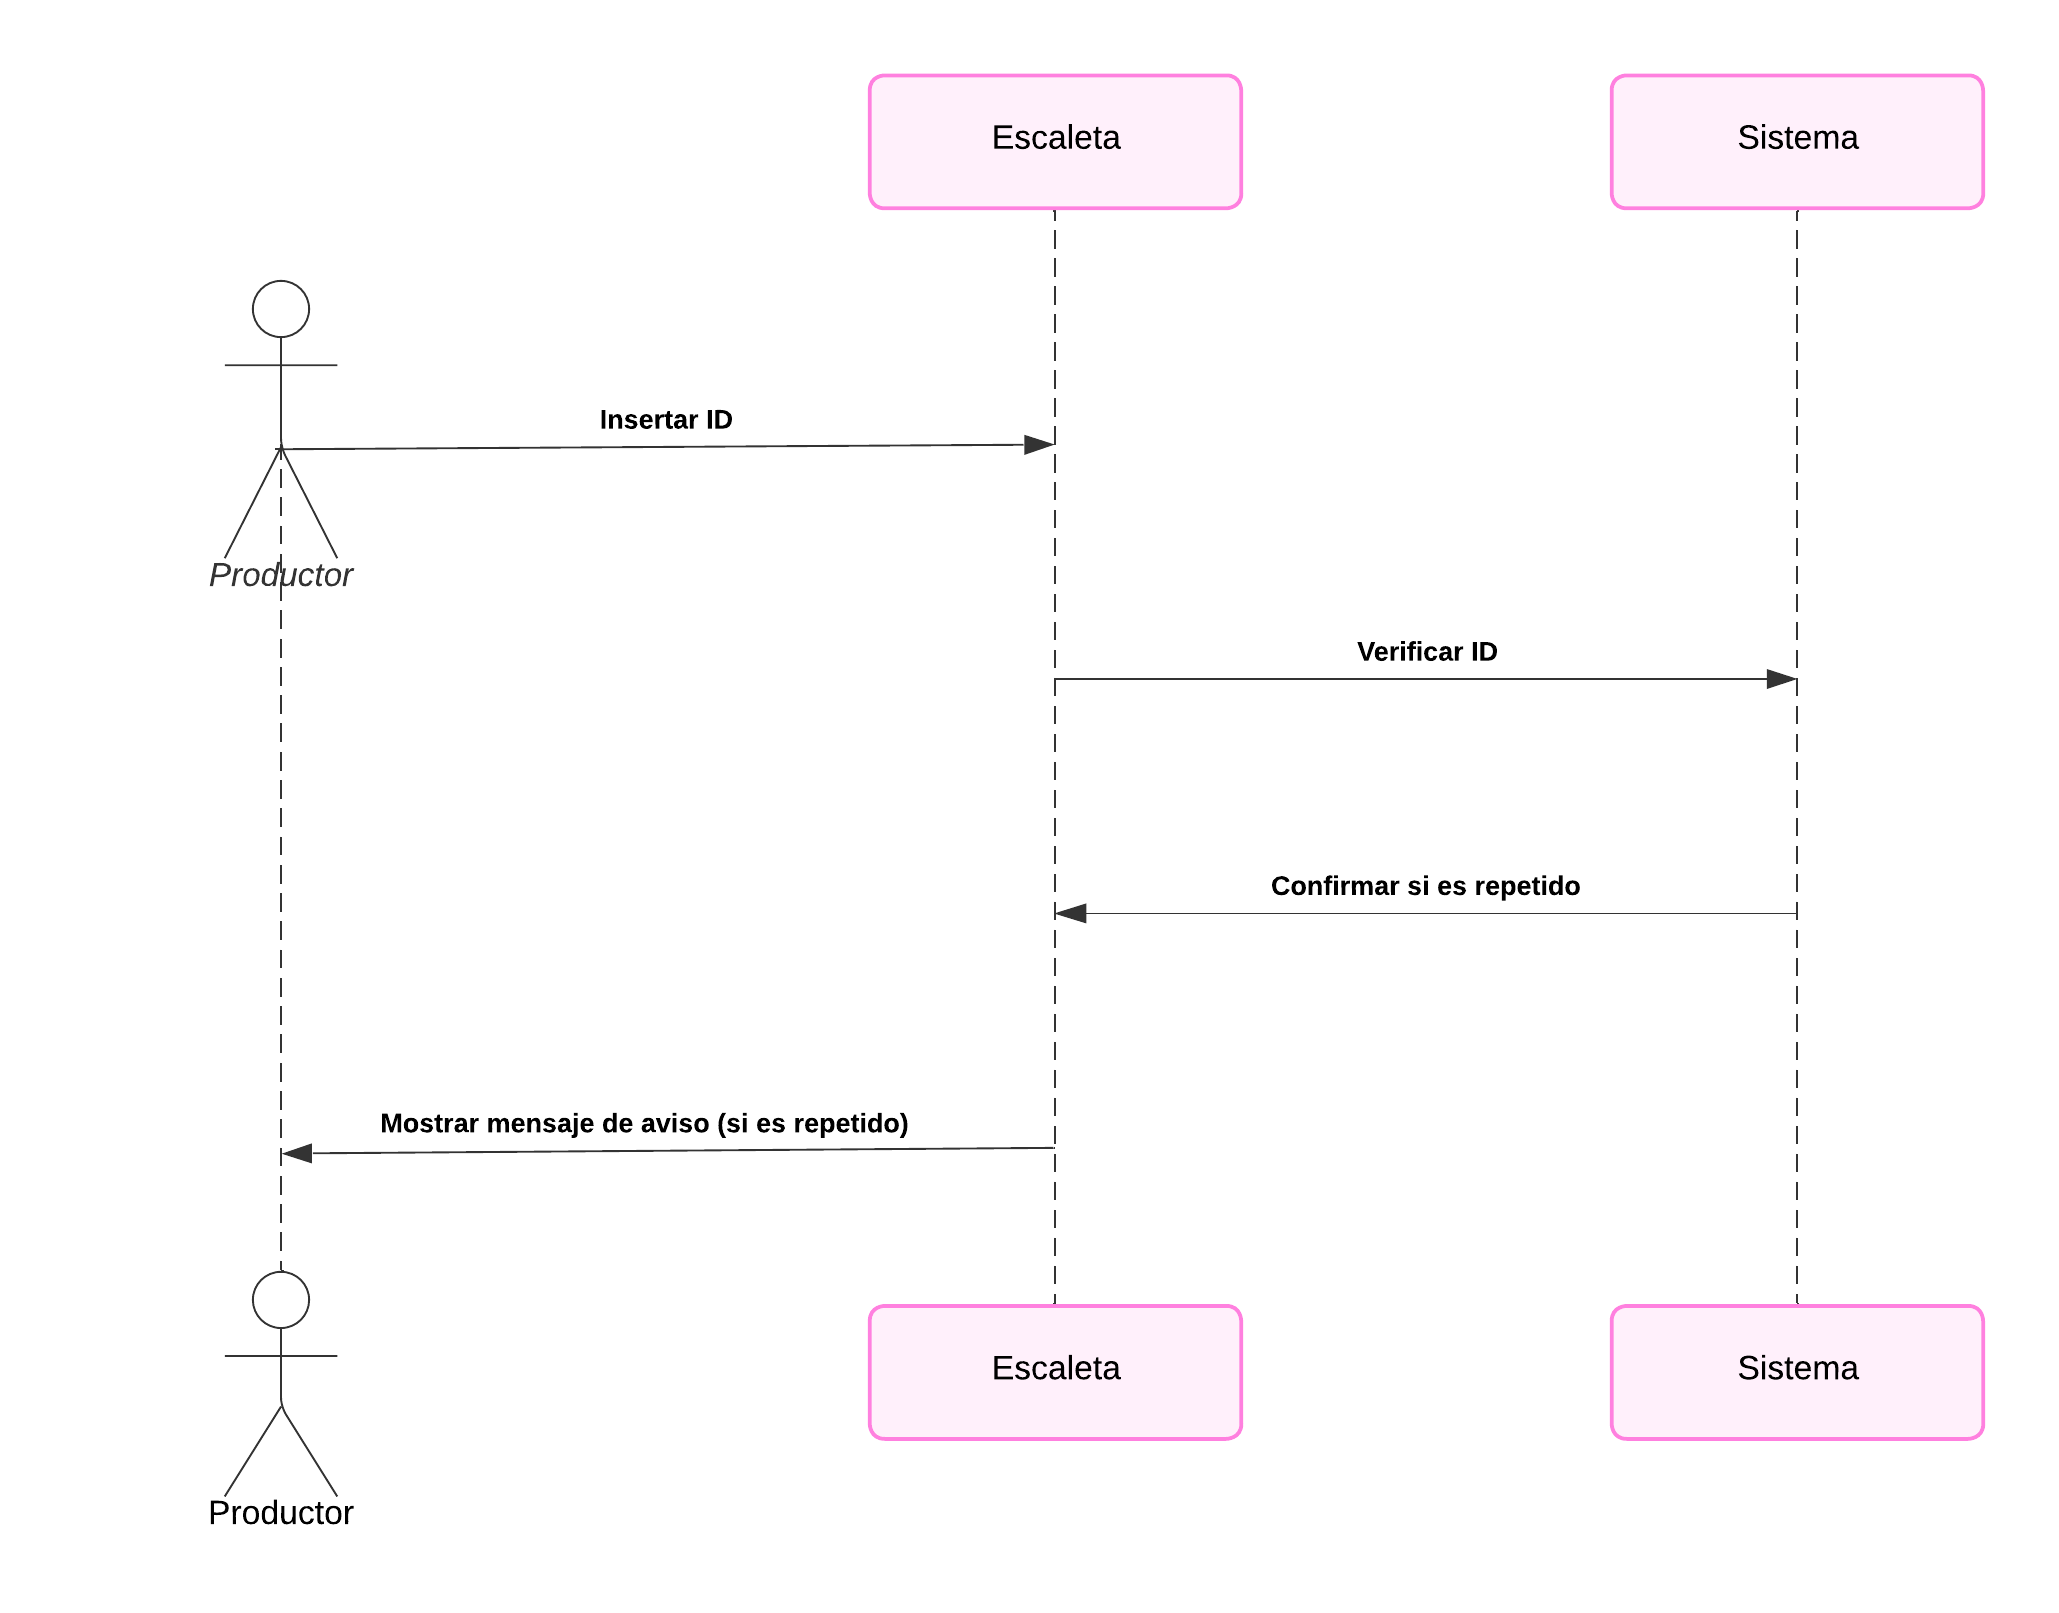 Escaleta
Sistema
Insertar ID
Productor
Verificar ID
Confirmar si es repetido
Mostrar mensaje de aviso (si es repetido)
Escaleta
Sistema
Productor